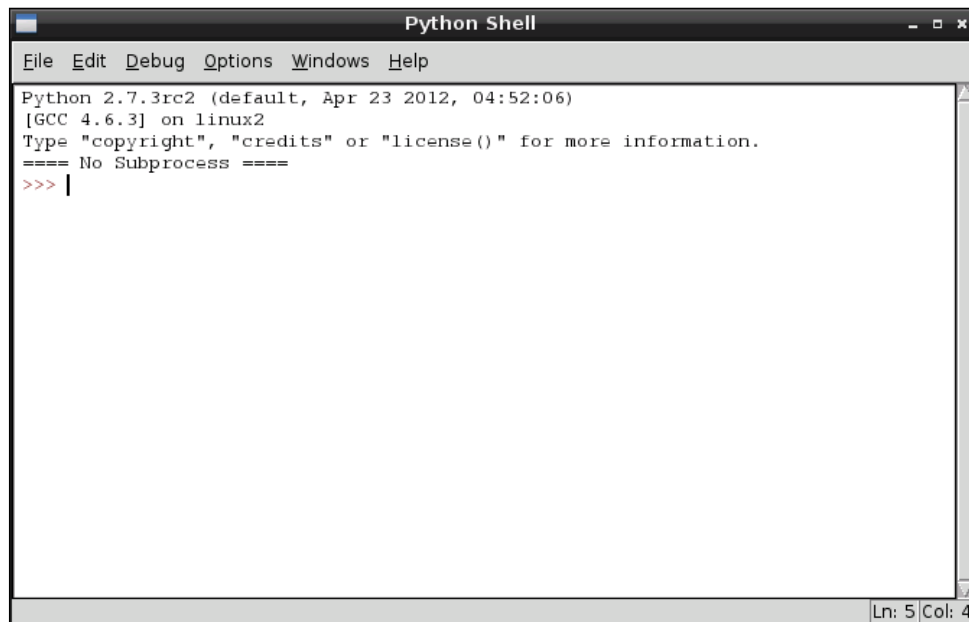 Python Shell
File Edit Debug Options Windows Help
Python 2.7.3rc2 (default, Apr 23 2012, 04:52:06)
[GCC 4.6.3] on linux2
Type "copyright", "credits" or "license()" for more information.
==== No Subprocess ====
>>>
Ln: 5 Col: 4